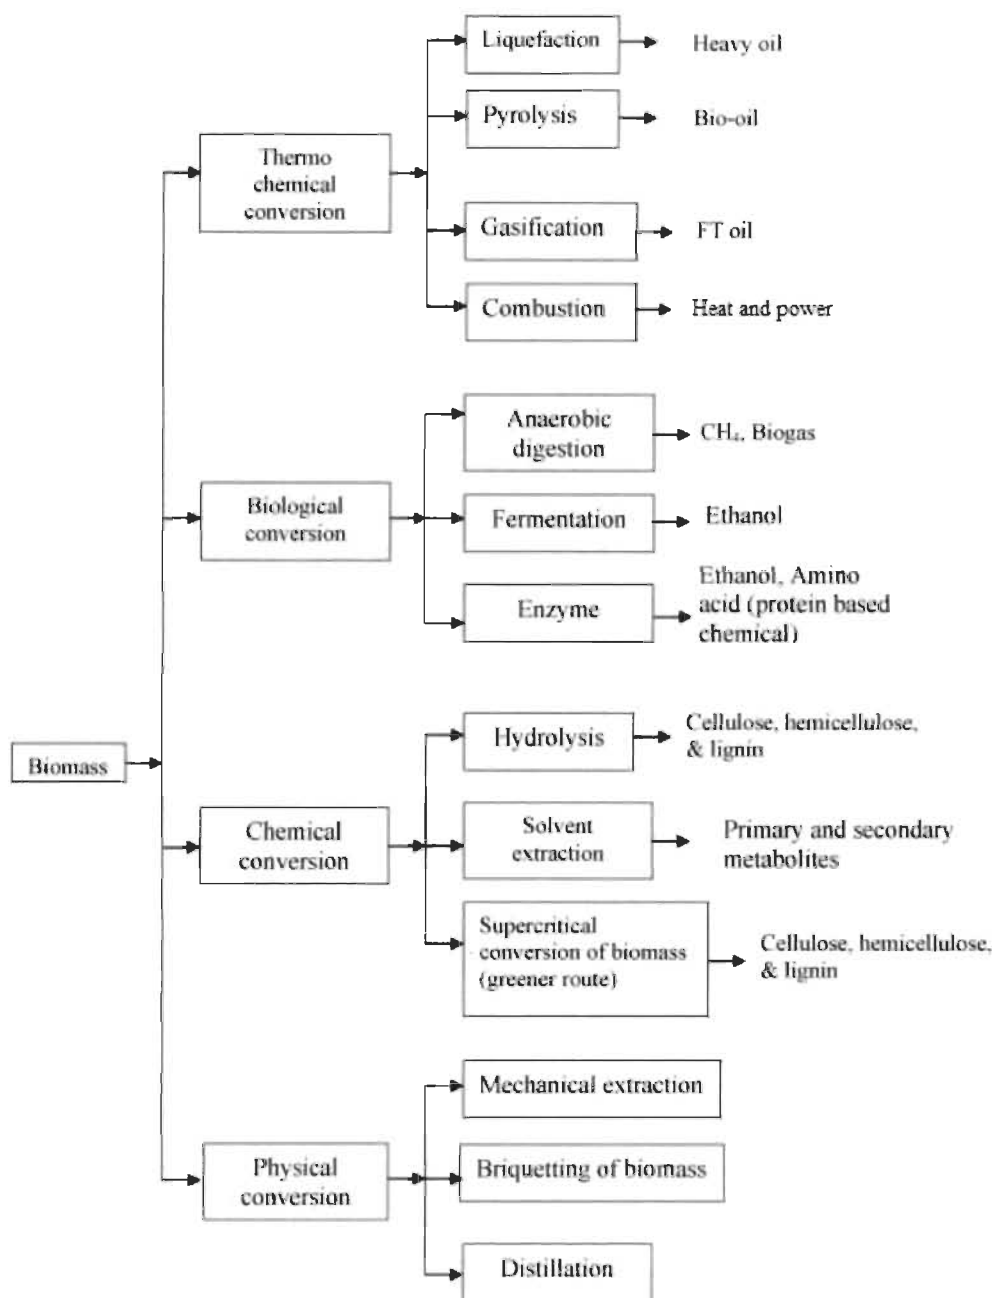 Liquefaction
Heavy oil
Pyrolysis
Bio-oil
Thermo
chemical
conversion
Gasification
FT oil
Combustion
Heat and power
Anaerobic
digestion
CH₄, Biogas
Biological
conversion
Fermentation
Ethanol
Enzyme
Ethanol, Amino
acid (protein based
chemical)
Hydrolysis
Cellulose, hemicellulose,
& lignin
Biomass
Chemical
conversion
Solvent
extraction
Primary and secondary
metabolites
Supercritical
conversion of biomass
(greener route)
Cellulose, hemicellulose,
& lignin
Mechanical extraction
Physical
conversion
Briquetting of biomass
Distillation